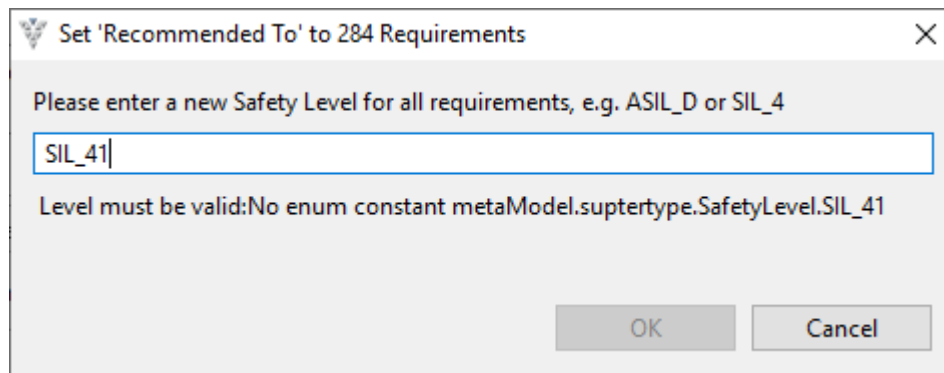 Set 'Recommended To' to 284 Requirements
Please enter a new Safety Level for all requirements, e.g. ASIL_D or SIL_4
SIL_41
Level must be valid:No enum constant metaModel.suptertype.SafetyLevel.SIL_41
OK Cancel